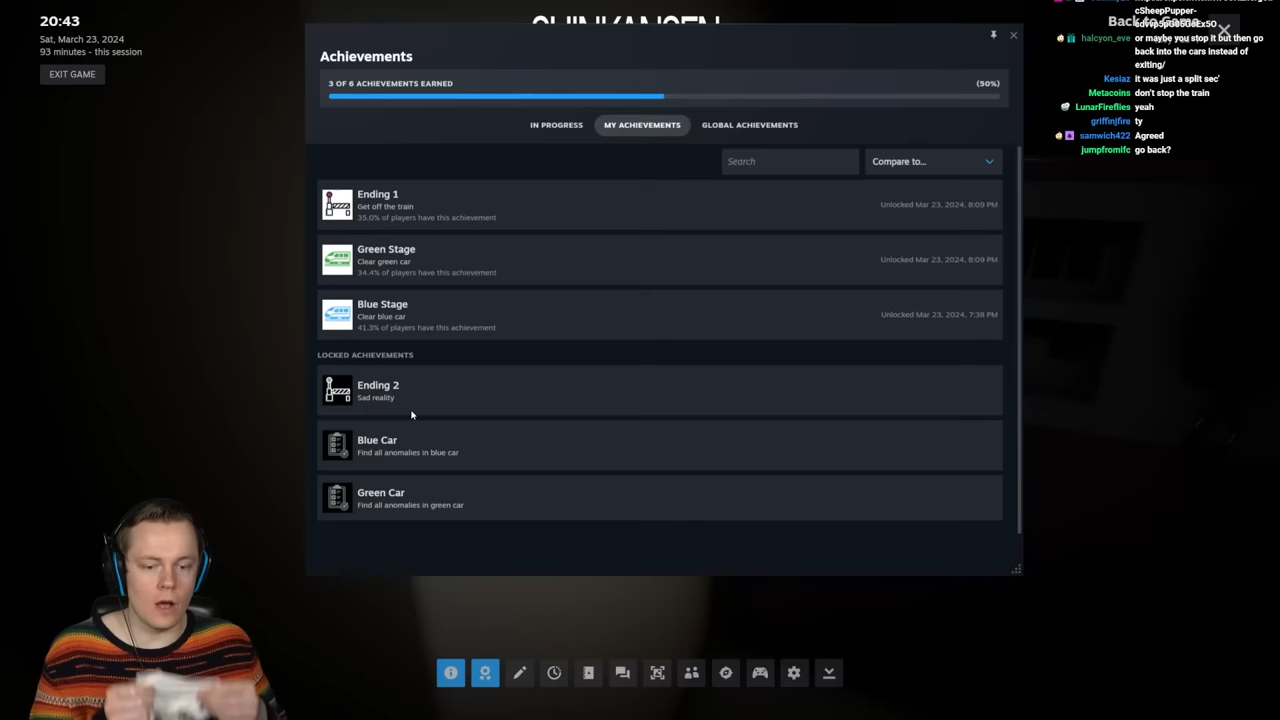 20:43
Sat, March 23, 2024
93 minutes - this session
EXIT GAME
SHINKANSEN
Achievements
3 OF 6 ACHIEVEMENTS EARNED
(50%)
IN PROGRESS
MY ACHIEVEMENTS
GLOBAL ACHIEVEMENTS
Search
Compare to...
Ending 1
Get off the train
35.0% of players have this achievement
Unlocked Mar 23, 2024, 8:09 PM
Green Stage
Clear green car
34.4% of players have this achievement
Unlocked Mar 23, 2024, 8:09 PM
Blue Stage
Clear blue car
41.3% of players have this achievement
Unlocked Mar 23, 2024, 7:38 PM
LOCKED ACHIEVEMENTS
Ending 2
Sad reality
Blue Car
Find all anomalies in blue car
Green Car
Find all anomalies in green car
Back to Game
cSheepPupper-
halcyon_eve or maybe you stop it but then go
back into the cars instead of
exiting/
Kesiaz it was just a split sec'
Metacoins don't stop the train
LunarFireflies yeah
griffinjfire ty
samwich422 Agreed
jumpfromifc go back?